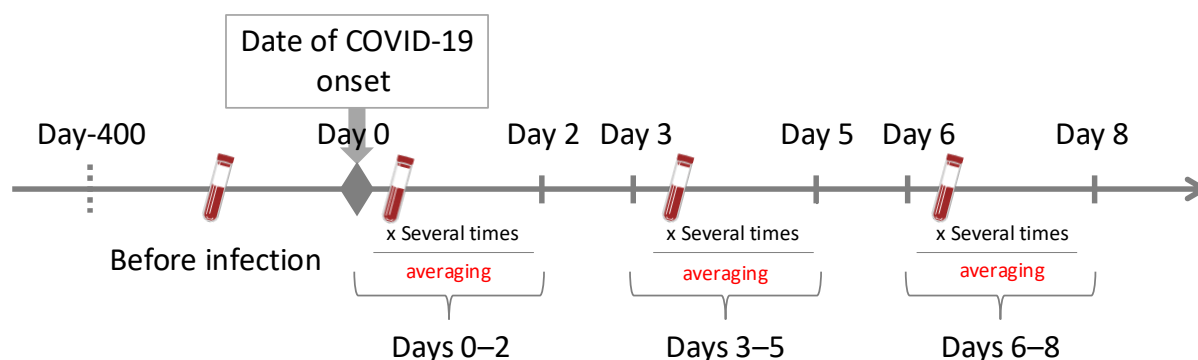 Date of COVID-19
onset
Day-400
Day 0
Day 2
Day 3
Day 5
Day 6
Day 8
Before infection
x Several times
averaging
x Several times
averaging
x Several times
averaging
Days 0–2
Days 3–5
Days 6–8